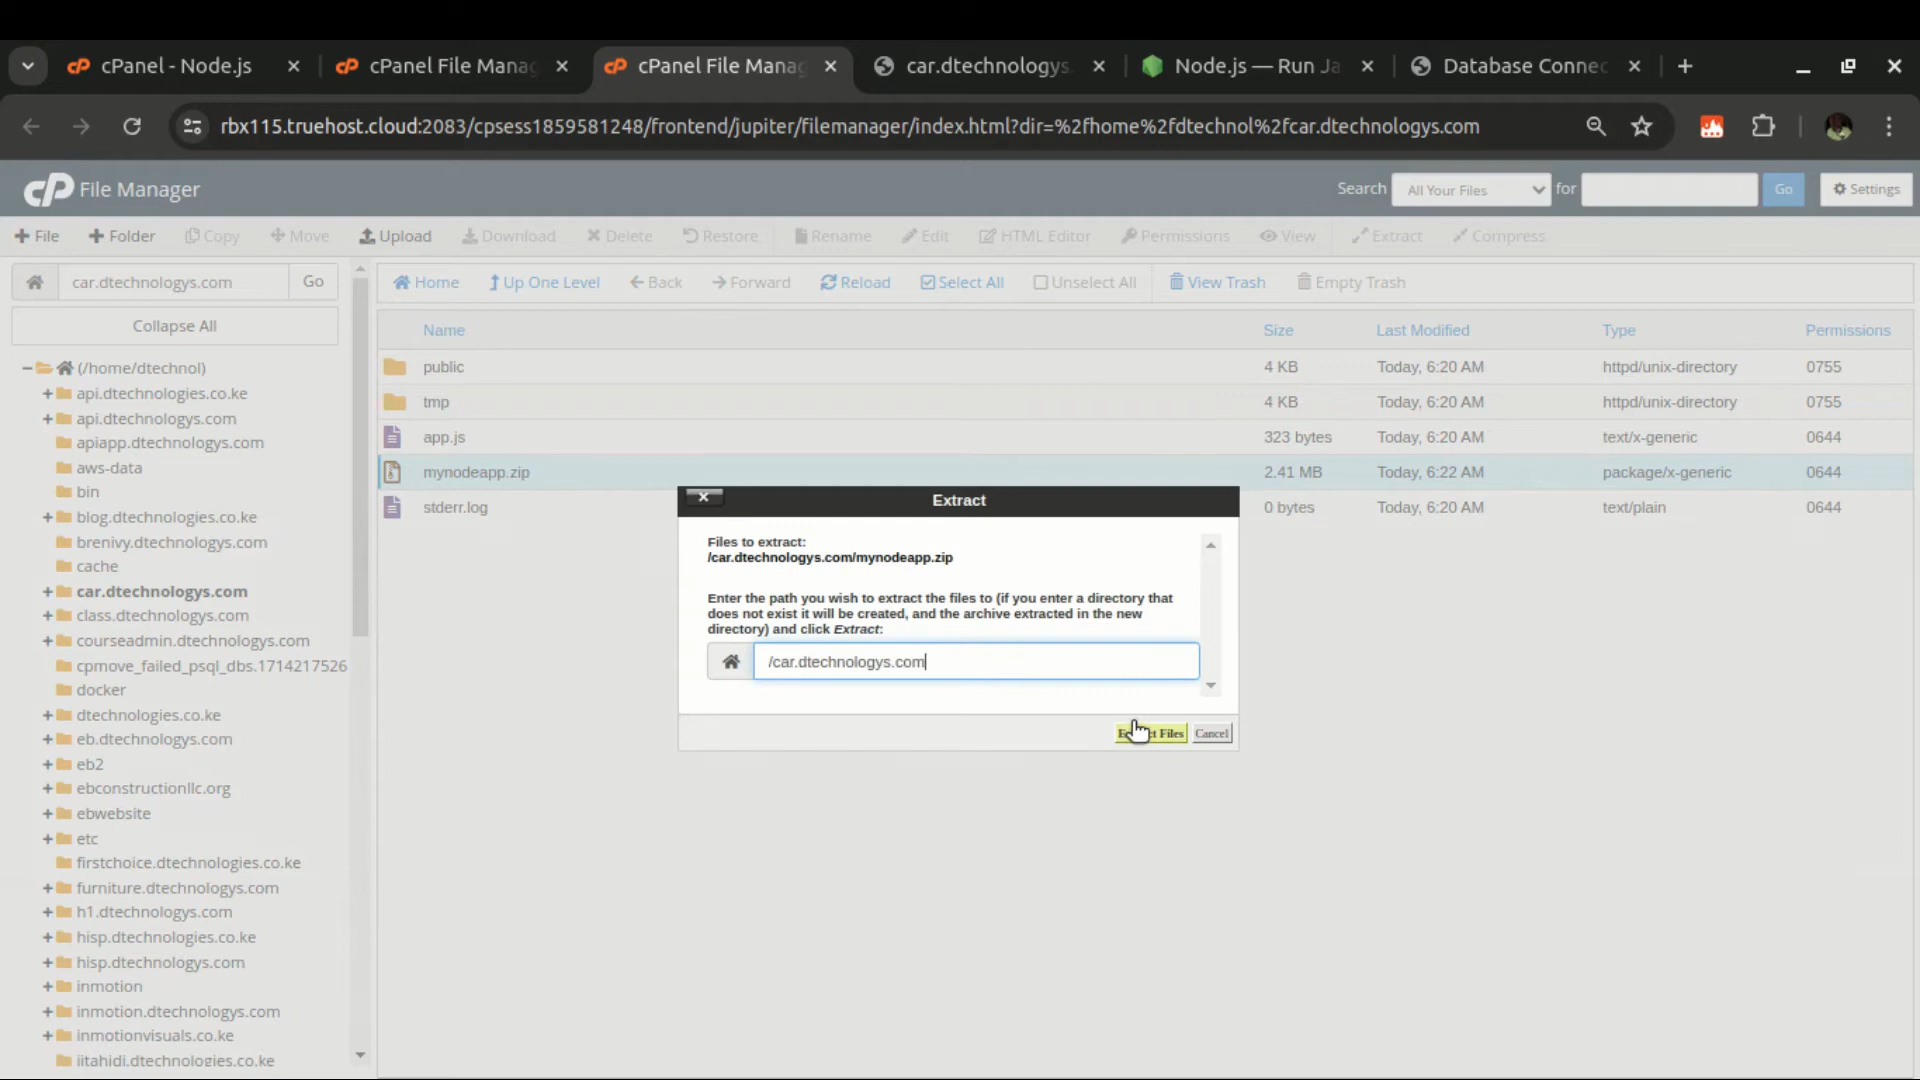 cPanel - Node.js
cPanel File Manag
cPanel File Manag
car.dtechnologys.
Node.js — Run Ja
Database Connec
rbx115.truehost.cloud:2083/cpsess1859581248/frontend/jupiter/filemanager/index.html?dir=%2fhome%2fdtechnol%2fcar.dtechnologys.com
cP File Manager
Search All Your Files for Go Settings
File Folder Copy Move Upload Download Delete Restore Rename Edit HTML Editor Permissions View Extract Compress
car.dtechnologys.com Go
Home Up One Level Back Forward Reload Select All Unselect All View Trash Empty Trash
Collapse All
Name Size Last Modified Type Permissions
public 4 KB Today, 6:20 AM httpd/unix-directory 0755
tmp 4 KB Today, 6:20 AM httpd/unix-directory 0755
app.js 323 bytes Today, 6:20 AM text/x-generic 0644
mynodeapp.zip 2.41 MB Today, 6:22 AM package/x-generic 0644
stderr.log 0 bytes Today, 6:20 AM text/plain 0644
(/home/dtechnol)
api.dtechnologies.co.ke
api.dtechnologys.com
apiapp.dtechnologys.com
aws-data
bin
blog.dtechnologies.co.ke
brenivy.dtechnologys.com
cache
car.dtechnologys.com
class.dtechnologys.com
courseadmin.dtechnologys.com
cpmove_failed_psql_dbs.1714217526
docker
dtechnologies.co.ke
eb.dtechnologys.com
eb2
ebconstructionllc.org
ebwebsite
etc
firstchoice.dtechnologies.co.ke
furniture.dtechnologys.com
h1.dtechnologys.com
hisp.dtechnologies.co.ke
hisp.dtechnologys.com
inmotion
inmotion.dtechnologys.com
inmotionvisuals.co.ke
iitahidi.dtechnologies.co.ke
Extract
Files to extract:
/car.dtechnologys.com/mynodeapp.zip
Enter the path you wish to extract the files to (if you enter a directory that
does not exist it will be created, and the archive extracted in the new
directory) and click Extract:
/car.dtechnologys.com
Files Cancel